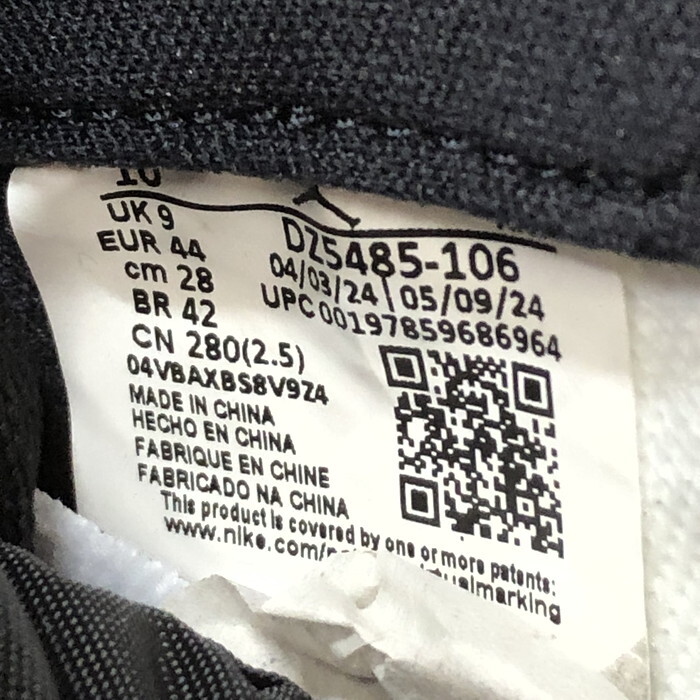 10
UK 9
EUR 44
cm 28
BR 42
CN 280(2.5)
04VBAXBS8V9Z4
MADE IN CHINA
HECHO EN CHINA
FABRIQUE EN CHINE
FABRICADO NA CHINA
DZ5485-106
04/03/24 05/09/24
UPC 00197859686964
This product is covered by one or more patents:
www.nike.com/